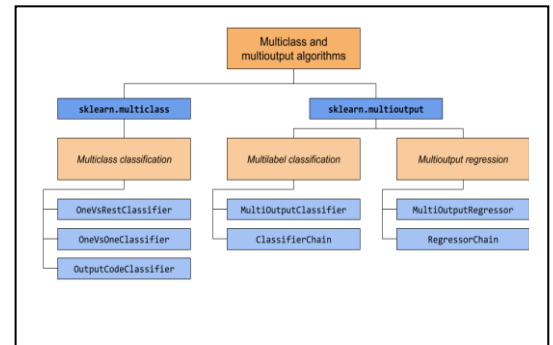 Multiclass and
multioutput algorithms
sklearn.multiclass
sklearn.multioutput
Multiclass classification
Multilabel classification
Multioutput regression
OneVsRestClassifier
MultiOutputClassifier
MultiOutputRegressor
OneVsOneClassifier
ClassifierChain
RegressorChain
OutputCodeClassifier